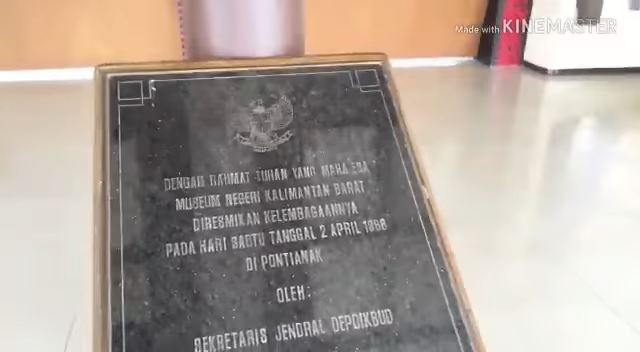 Made with KINEMASTER
DENGAN RAHMAT TUHAN YANG MAHA ESA
MUSEUM NEGERI KALIMANTAN BARAT
DIRESMIKAN KELEMBAGAANNYA
PADA HARI SABTU TANGGAL 2 APRIL 1988
DI PONTIANAK
OLEH:
SEKRETARIS JENDRAL DEPDIKBUD